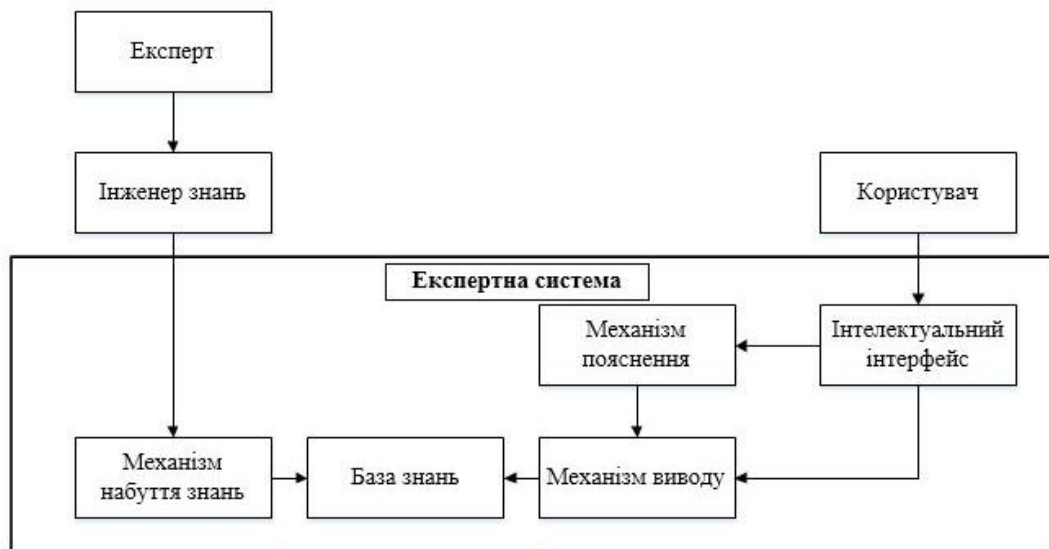 Експерт
Інженер знань
Користувач
Експертна система
Механізм
пояснення
Інтелектуальний
інтерфейс
Механізм
набуття знань
База знань
Механізм виводу